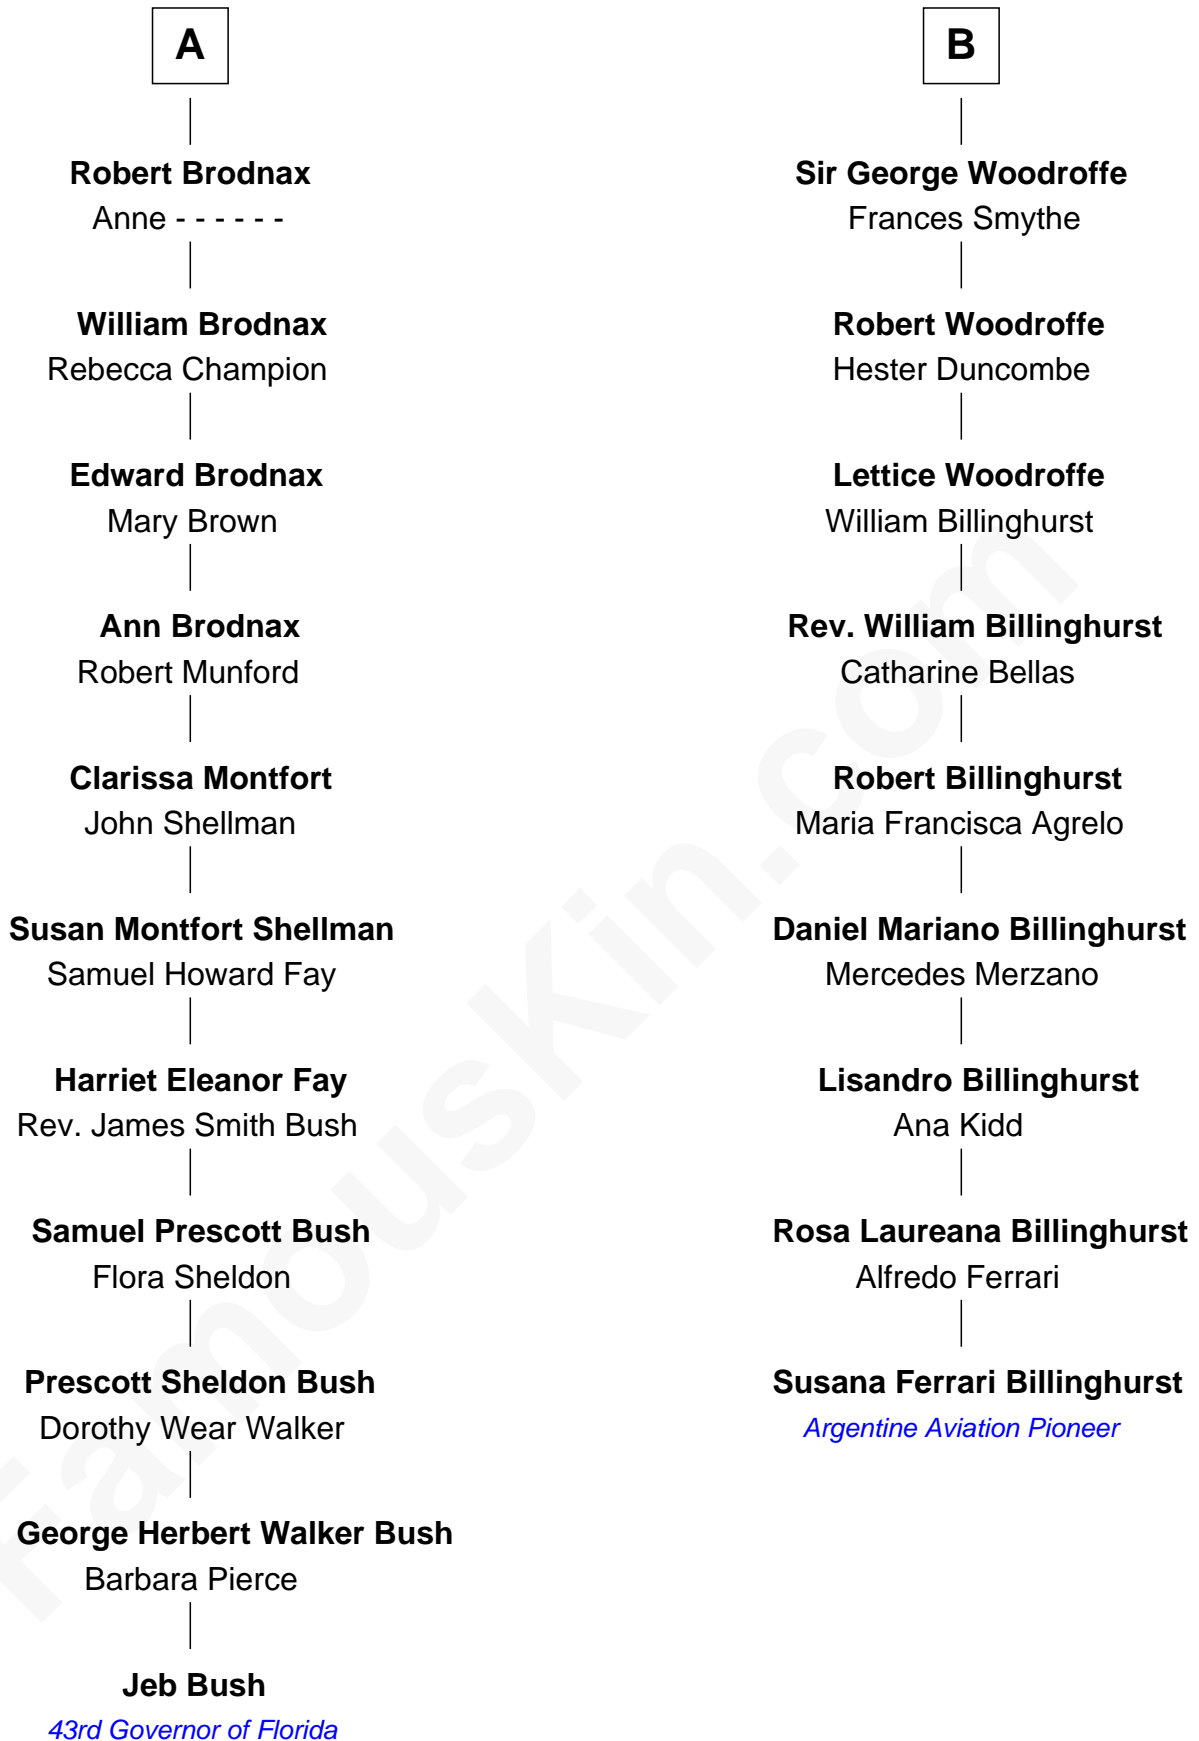 A
Robert Brodnax
Anne - - - - - -
William Brodnax
Rebecca Champion
Edward Brodnax
Mary Brown
Ann Brodnax
Robert Munford
Clarissa Montfort
John Shellman
Susan Montfort Shellman
Samuel Howard Fay
Harriet Eleanor Fay
Rev. James Smith Bush
Samuel Prescott Bush
Flora Sheldon
Prescott Sheldon Bush
Dorothy Wear Walker
George Herbert Walker Bush
Barbara Pierce
Jeb Bush
43rd Governor of Florida
B
Sir George Woodroffe
Frances Smythe
Robert Woodroffe
Hester Duncombe
Lettice Woodroffe
William Billinghurst
Rev. William Billinghurst
Catharine Bellas
Robert Billinghurst
Maria Francisca Agrelo
Daniel Mariano Billinghurst
Mercedes Merzano
Lisandro Billinghurst
Ana Kidd
Rosa Laureana Billinghurst
Alfredo Ferrari
Susana Ferrari Billinghurst
Argentine Aviation Pioneer
FamousKin.com